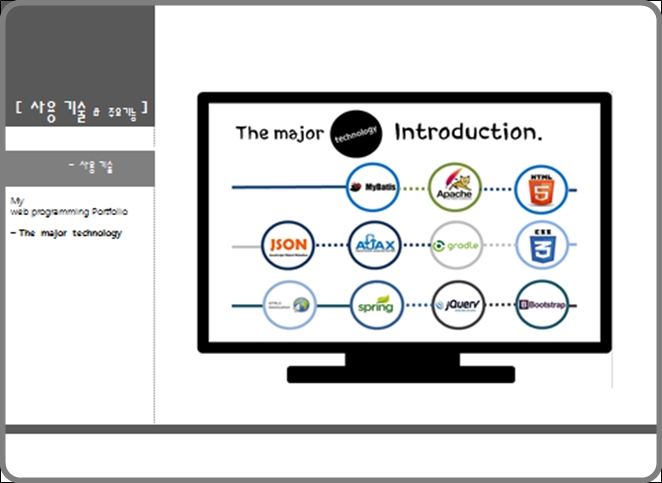 [ 사용 기술 & 주요기능 ]
- 사용 기술
My
web programming Portfolio
- The major technology
The major technology Introduction.
MyBatis
Apache
HTML
5
JSON
AJAX
gradle
CSS
3
spring
jQuery
B Bootstrap